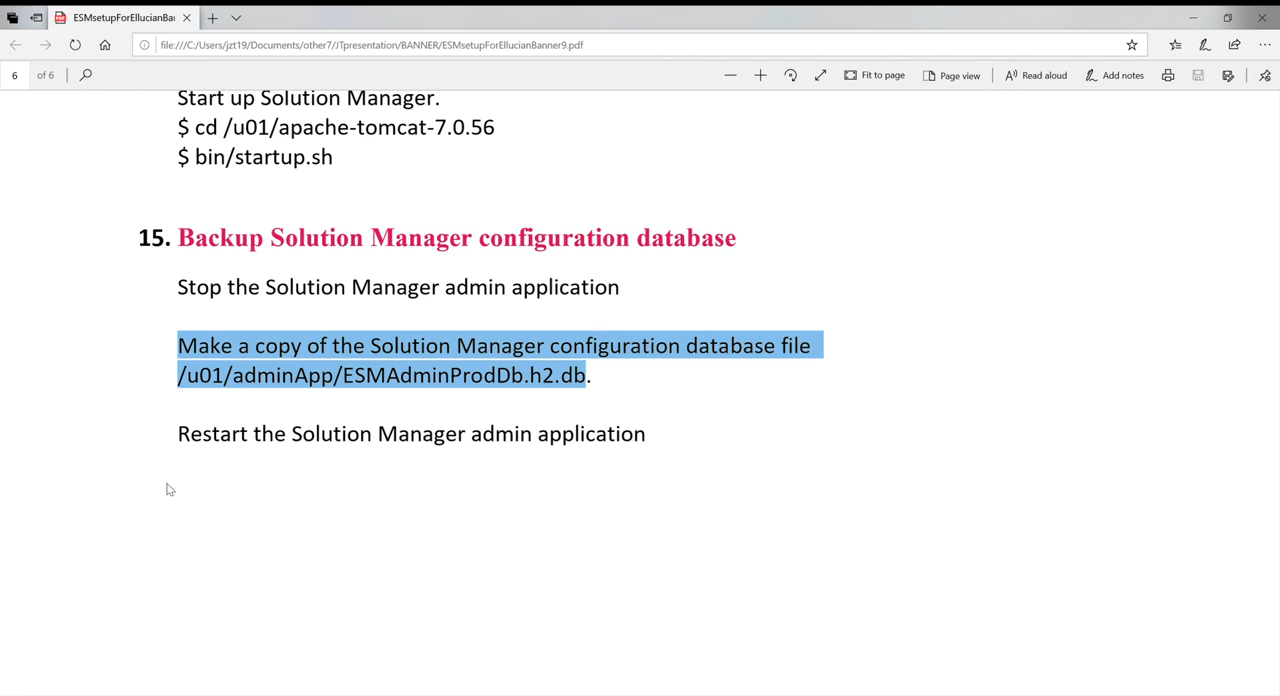 ESMsetupForEllucianBan
file:///C:/Users/jzt19/Documents/other7/JTpresentation/BANNER/ESMsetupForEllucianBanner9.pdf
6 of 6 Fit to page Page view Read aloud Add notes
Start up Solution Manager.
$ cd /u01/apache-tomcat-7.0.56
$ bin/startup.sh
15. Backup Solution Manager configuration database
Stop the Solution Manager admin application
Make a copy of the Solution Manager configuration database file
/u01/adminApp/ESMAdminProdDb.h2.db.
Restart the Solution Manager admin application